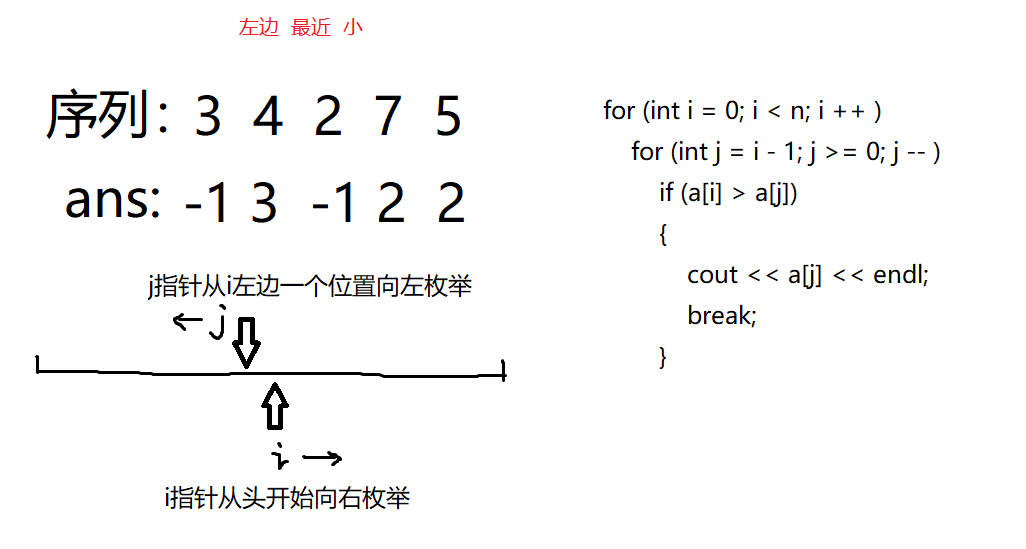 左边 最近 小
序列：3 4 2 7 5
ans: -1 3 -1 2 2
j指针从i左边一个位置向左枚举
← j
i →
i指针从头开始向右枚举
for (int i = 0; i < n; i ++ )
for (int j = i - 1; j >= 0; j -- )
if (a[i] > a[j])
{
cout << a[j] << endl;
break;
}